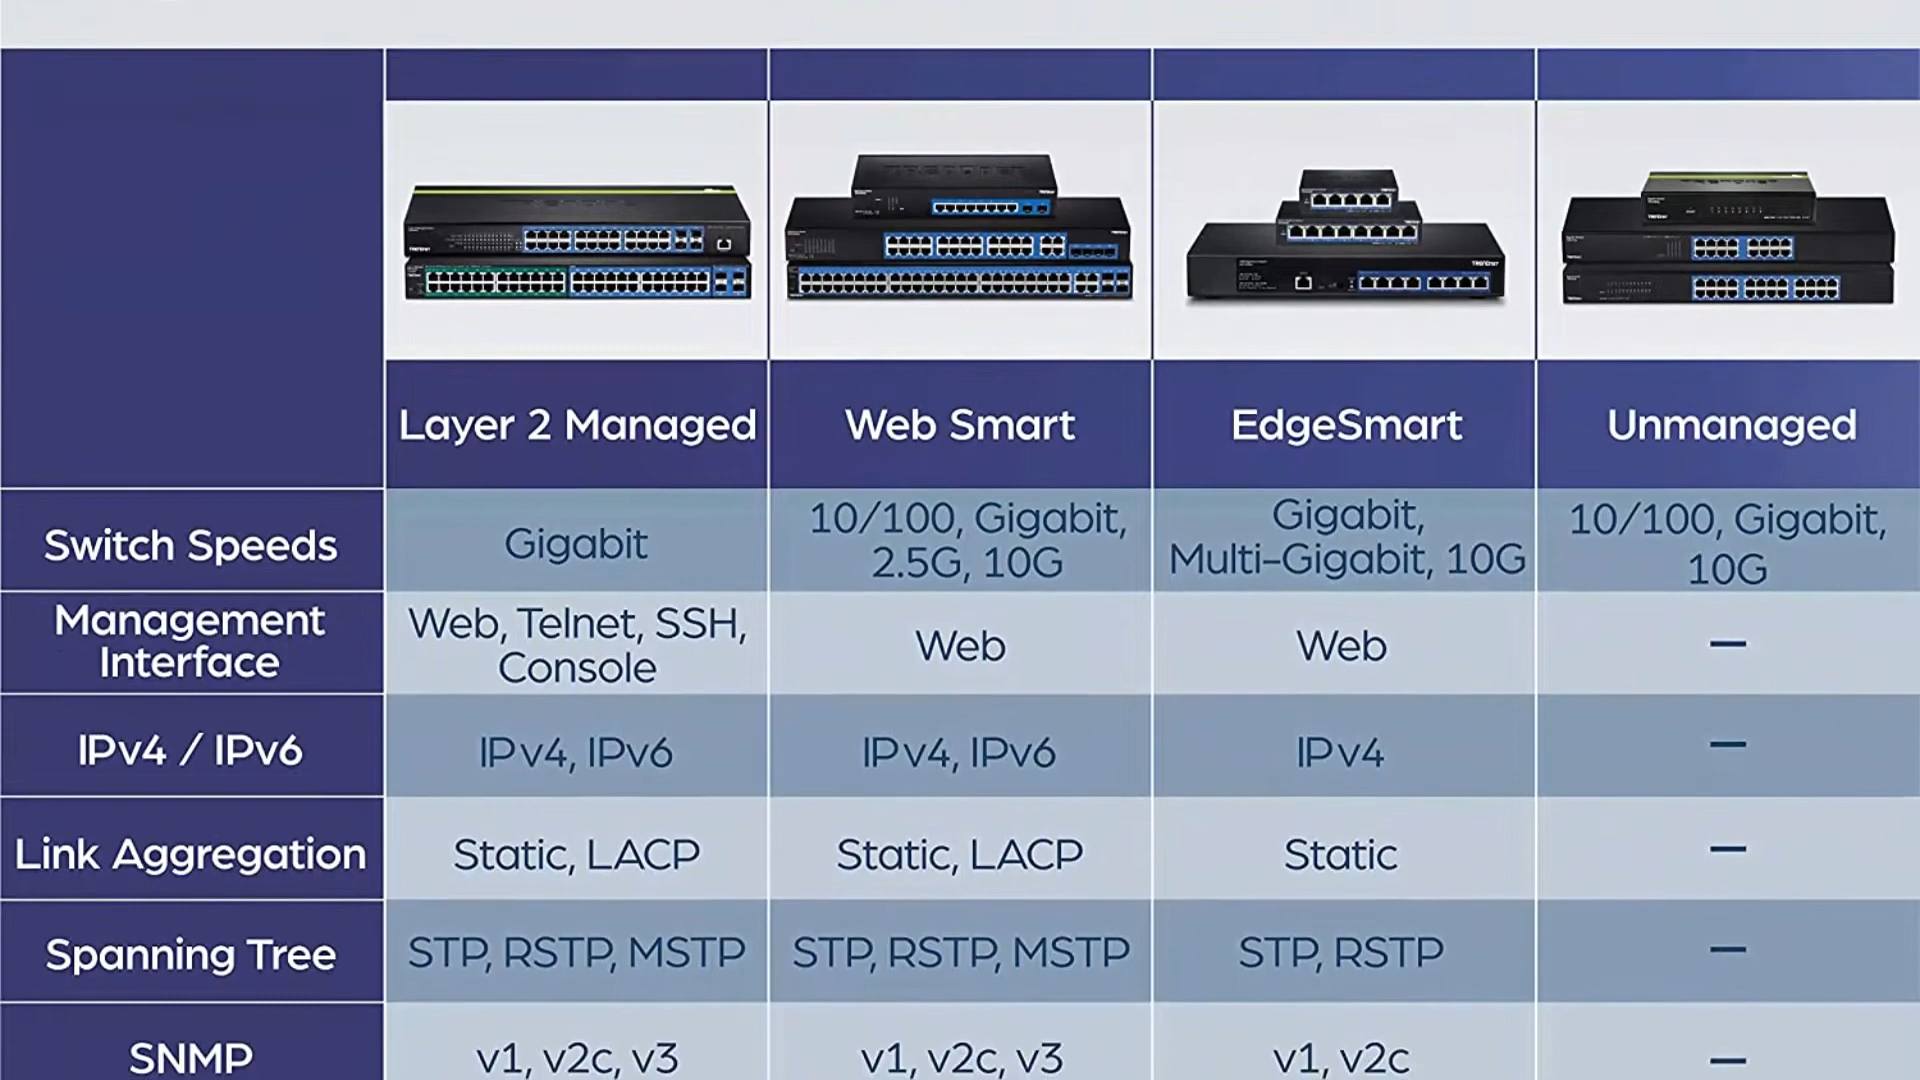 TRENDNET
TRENDNET
TRENDNET
Layer 2 Managed
Web Smart
EdgeSmart
Unmanaged
Switch Speeds
Gigabit
10/100, Gigabit,
2.5G, 10G
Gigabit,
Multi-Gigabit, 10G
10/100, Gigabit,
10G
Management
Interface
Web, Telnet, SSH,
Console
Web
Web
—
IPv4 / IPv6
IPv4, IPv6
IPv4, IPv6
IPv4
—
Link Aggregation
Static, LACP
Static, LACP
Static
—
Spanning Tree
STP, RSTP, MSTP
STP, RSTP, MSTP
STP, RSTP
—
SNMP
v1, v2c, v3
v1, v2c, v3
v1, v2c
—